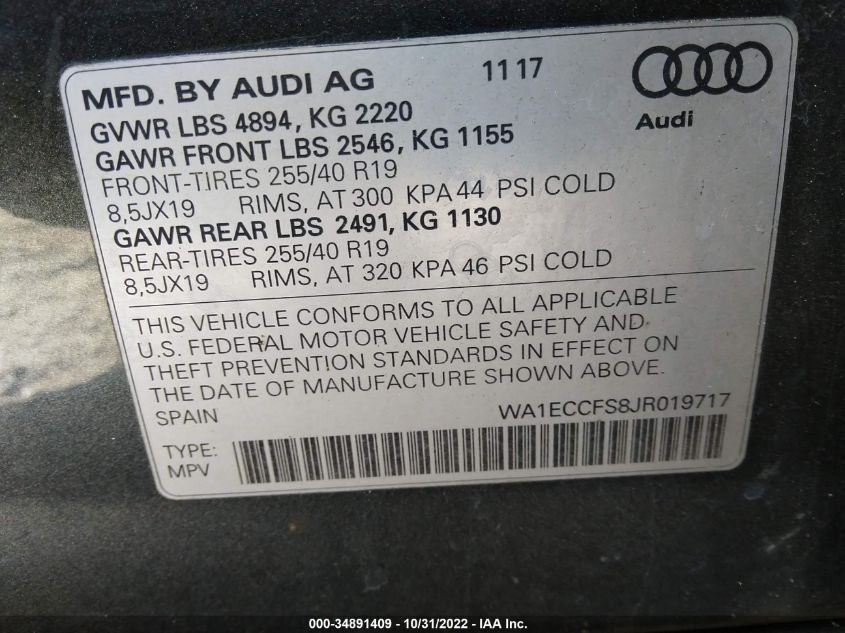 MFD. BY AUDI AG 11 17
Audi
GVWR LBS 4894, KG 2220
GAWR FRONT LBS 2546, KG 1155
FRONT-TIRES 255/40 R19
8,5JX19 RIMS, AT 300 KPA 44 PSI COLD
GAWR REAR LBS 2491, KG 1130
REAR-TIRES 255/40 R19
8,5JX19 RIMS, AT 320 KPA 46 PSI COLD
THIS VEHICLE CONFORMS TO ALL APPLICABLE
U.S. FEDERAL MOTOR VEHICLE SAFETY AND
THEFT PREVENTION STANDARDS IN EFFECT ON
THE DATE OF MANUFACTURE SHOWN ABOVE.
SPAIN WA1ECCFS8JR019717
TYPE:
MPV
000-34891409 - 10/31/2022 - IAA Inc.